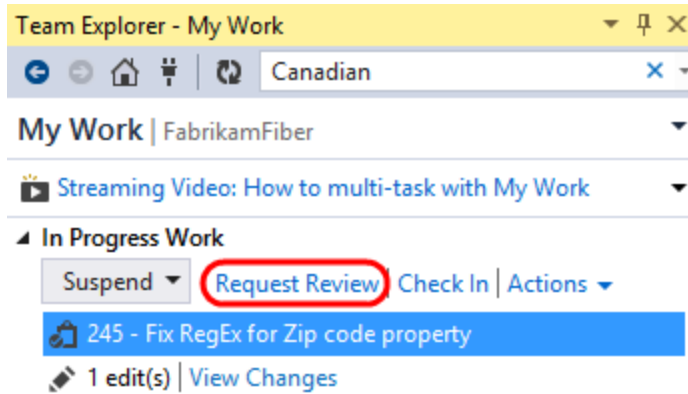 Team Explorer - My Work
Canadian
My Work | FabrikamFiber
Streaming Video: How to multi-task with My Work
In Progress Work
Suspend Request Review | Check In | Actions
245 - Fix RegEx for Zip code property
1 edit(s) | View Changes